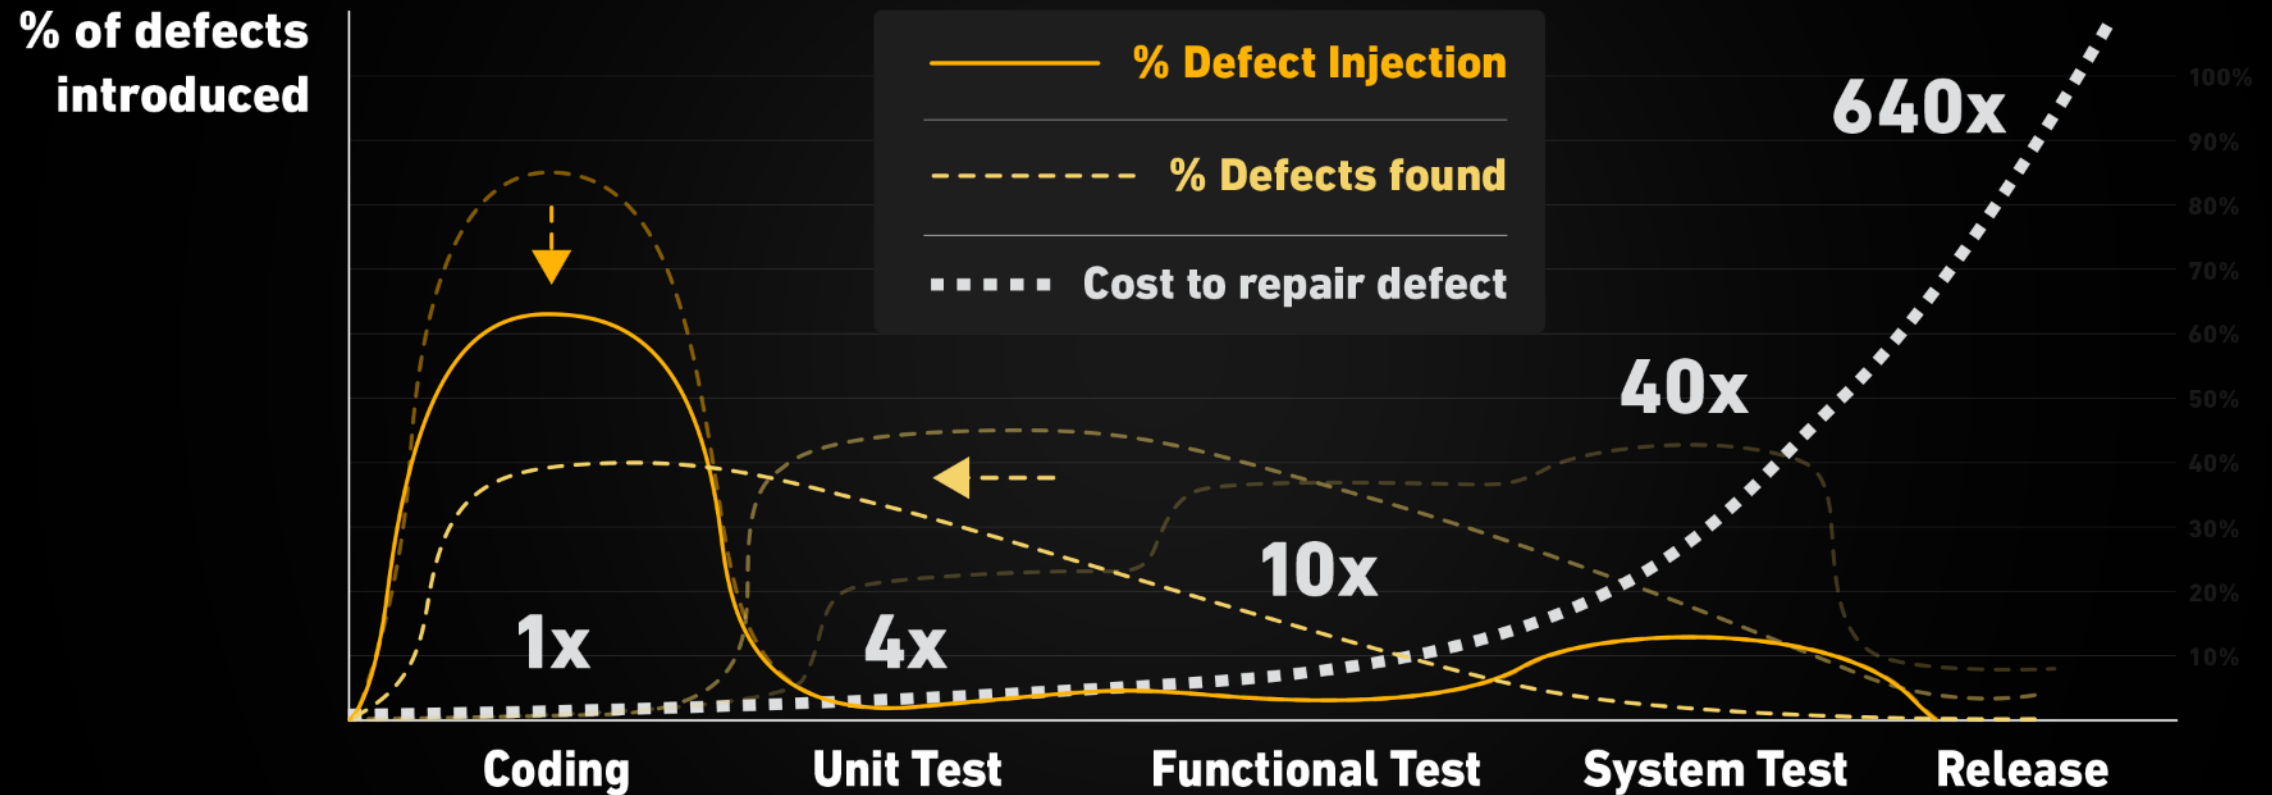 % of defects
introduced
% Defect Injection
% Defects found
Cost to repair defect
640x
40x
10x
4x
1x
100%
90%
80%
70%
60%
50%
40%
30%
20%
10%
Coding
Unit Test
Functional Test
System Test
Release